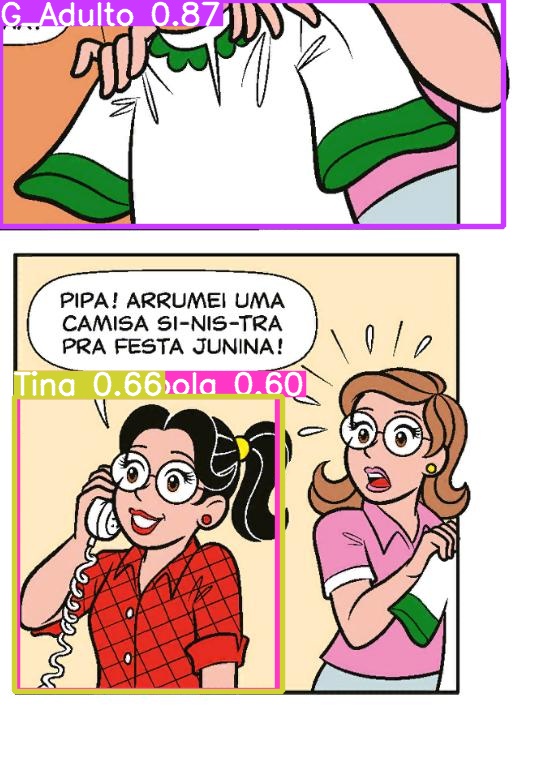 G_Adulto 0.87
PIPA! ARRUMEI UMA
CAMISA SI-NIS-TRA
PRA FESTA JUNINA!
Tina 0.66 0.60